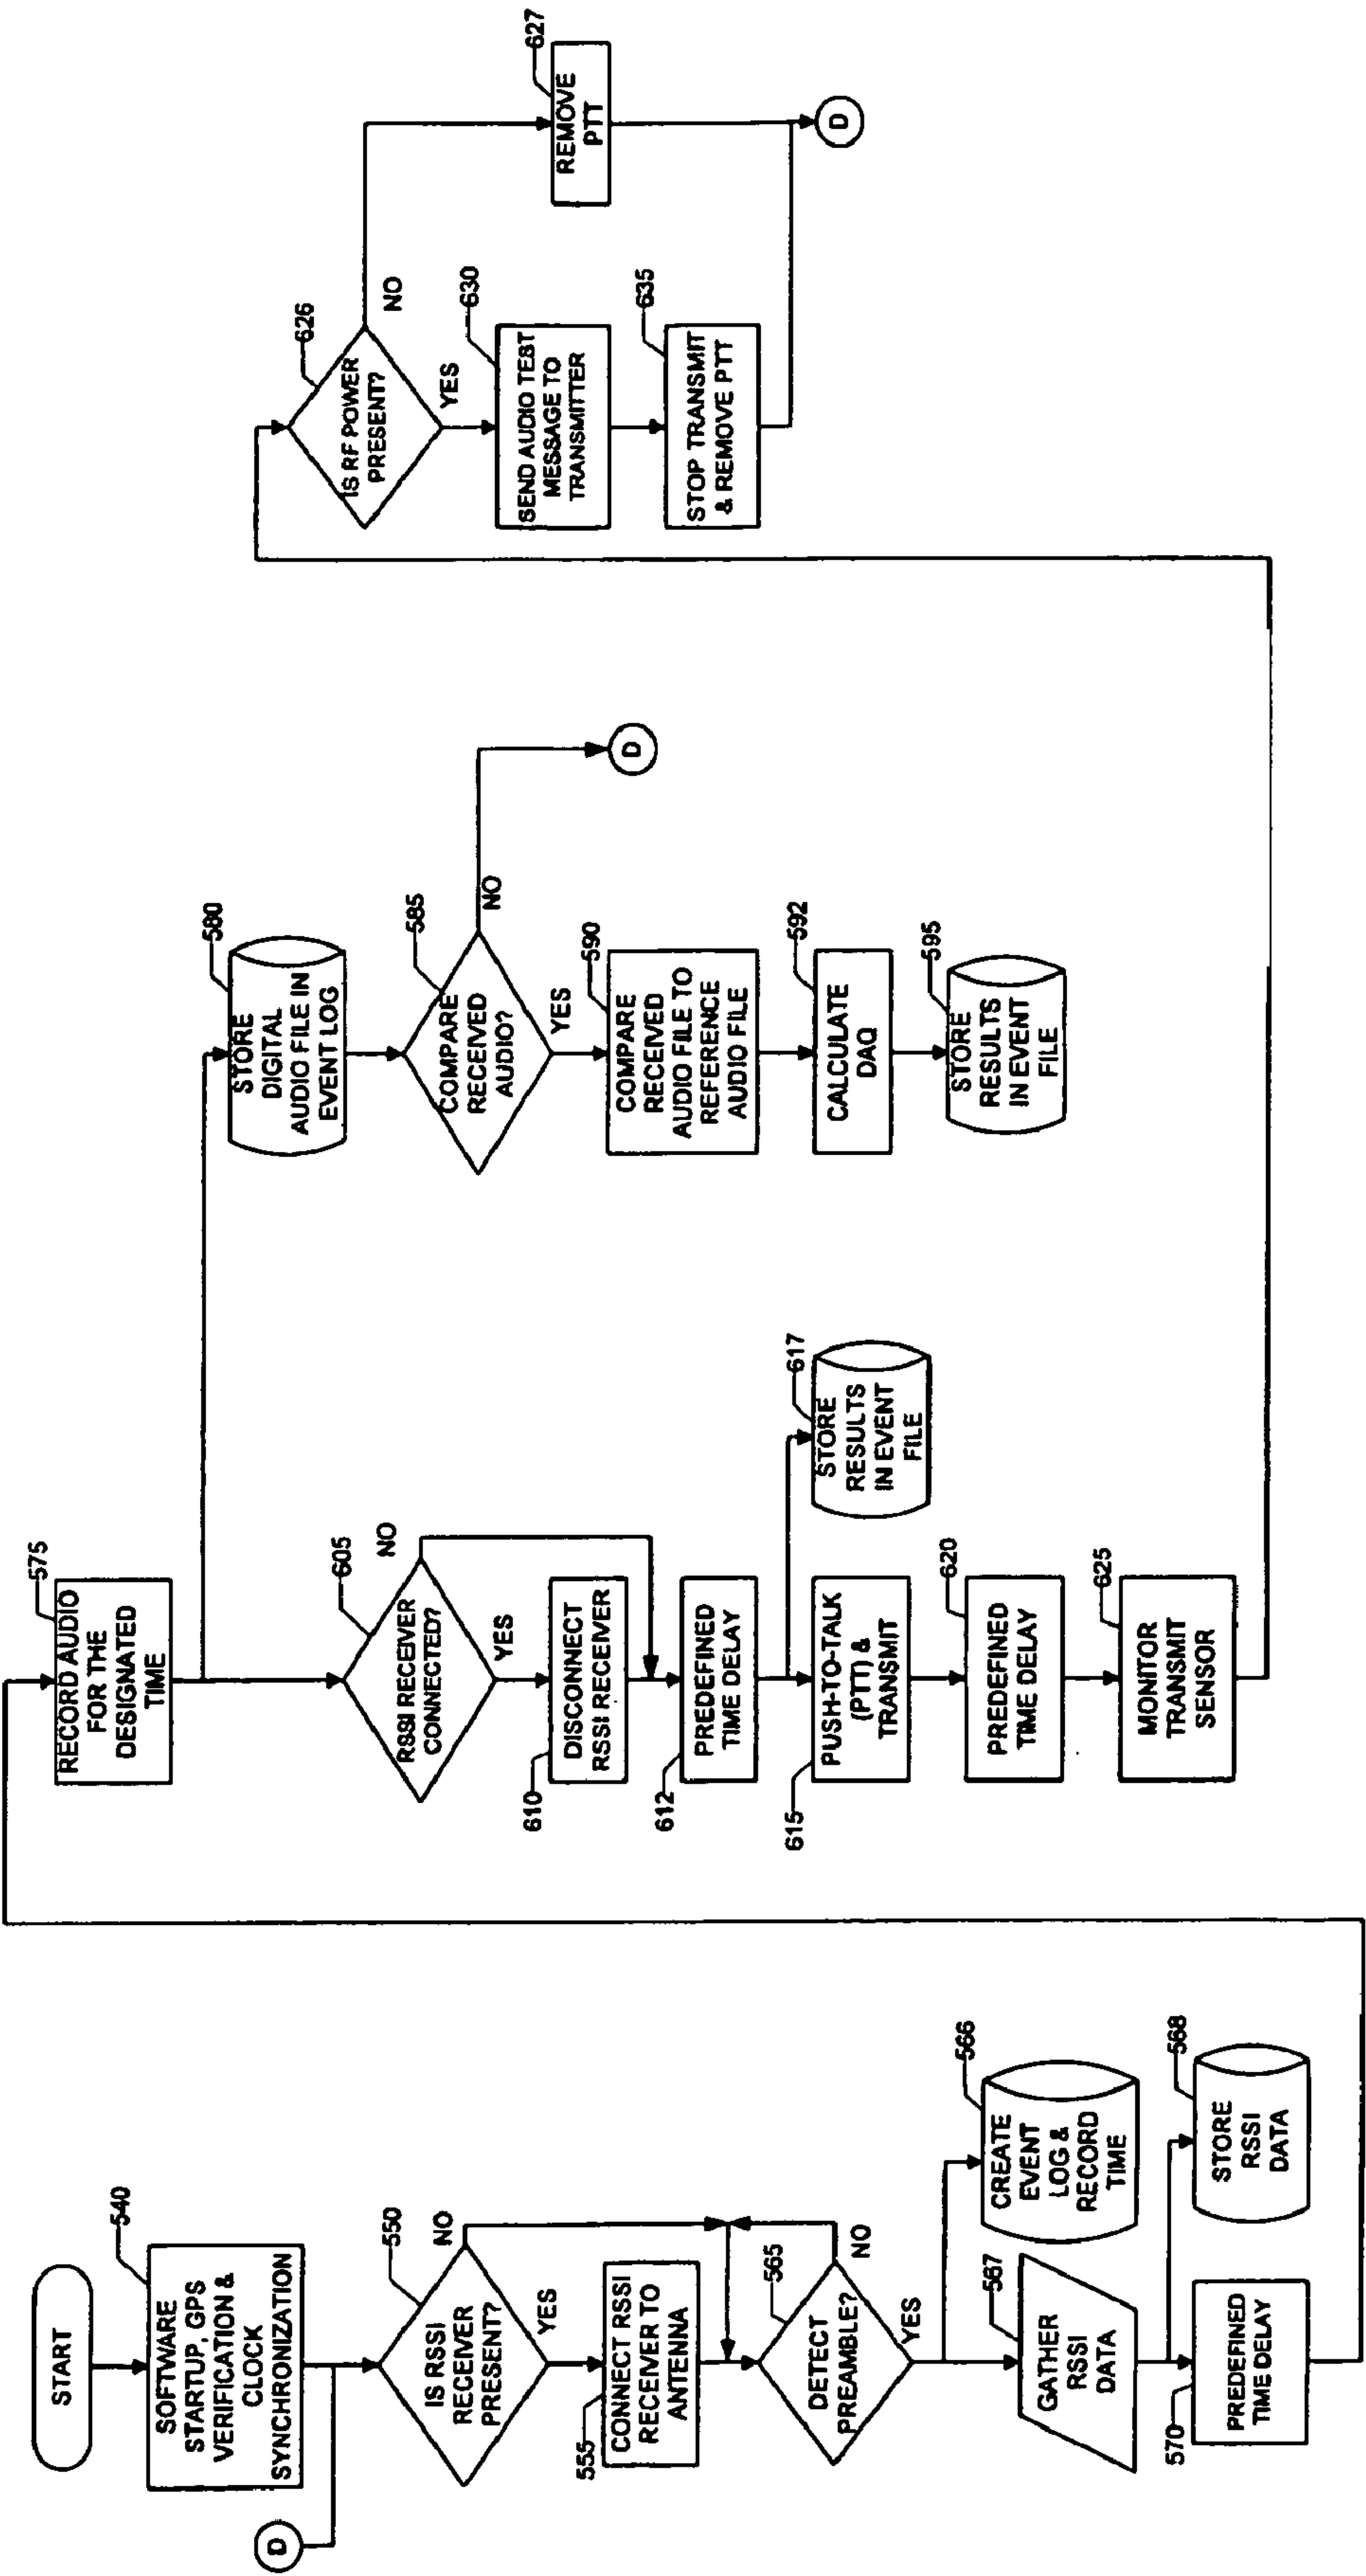 START
540
SOFTWARE
STARTUP, GPS
VERIFICATION &
CLOCK
SYNCHRONIZATION
D
550
IS RSSI
RECEIVER
PRESENT?
NO
YES
555
CONNECT RSSI
RECEIVER TO
ANTENNA
565
DETECT
PREAMBLE?
NO
YES
566
CREATE
EVENT
LOG &
RECORD
TIME
567
GATHER
RSSI
DATA
568
STORE
RSSI
DATA
570
PREDEFINED
TIME DELAY
575
RECORD AUDIO
FOR THE
DESIGNATED
TIME
605
RSSI RECEIVER
CONNECTED?
NO
YES
610
DISCONNECT
RSSI RECEIVER
612
PREDEFINED
TIME DELAY
617
STORE
RESULTS
IN EVENT
FILE
615
PUSH-TO-TALK
(PTT) &
TRANSMIT
620
PREDEFINED
TIME DELAY
625
MONITOR
TRANSMIT
SENSOR
580
STORE
DIGITAL
AUDIO FILE IN
EVENT LOG
585
COMPARE
RECEIVED
AUDIO?
NO
D
YES
590
COMPARE
RECEIVED
AUDIO FILE TO
REFERENCE
AUDIO FILE
592
CALCULATE
DAQ
595
STORE
RESULTS
IN EVENT
FILE
626
IS RF POWER
PRESENT?
NO
YES
627
REMOVE
PTT
630
SEND AUDIO TEST
MESSAGE TO
TRANSMITTER
635
STOP TRANSMIT
& REMOVE PTT
D